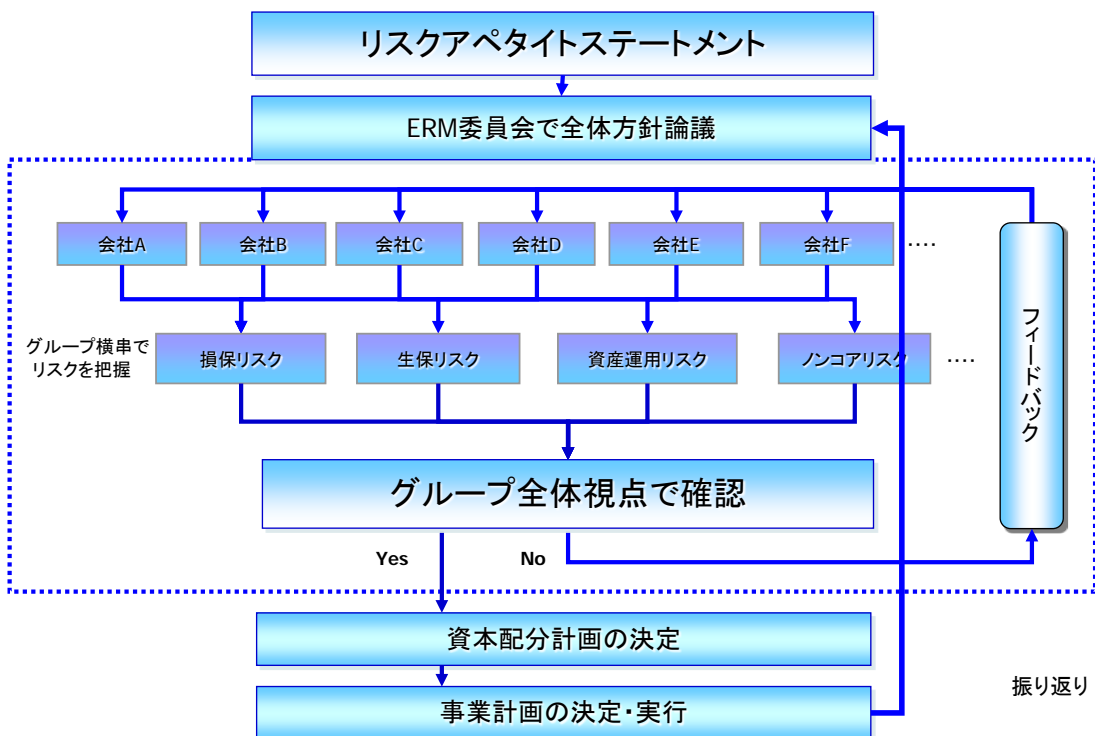 リスクアペタイトステートメント
ERM委員会で全体方針論議
会社A
会社B
会社C
会社D
会社E
会社F
‥‥
グループ横串で
リスクを把握
損保リスク
生保リスク
資産運用リスク
ノンコアリスク
‥‥
フィードバック
グループ全体視点で確認
Yes
No
資本配分計画の決定
事業計画の決定・実行
振り返り